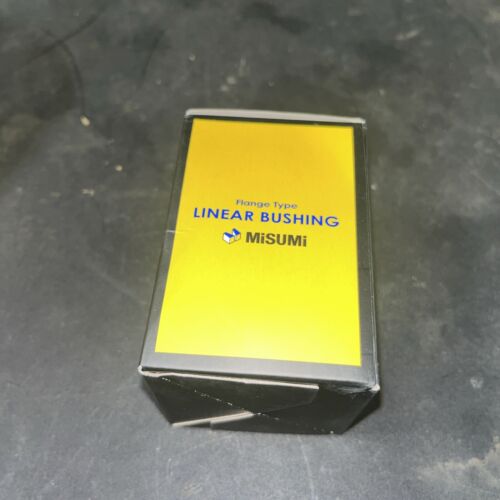 Flange Type
LINEAR BUSHING
MiSUMi